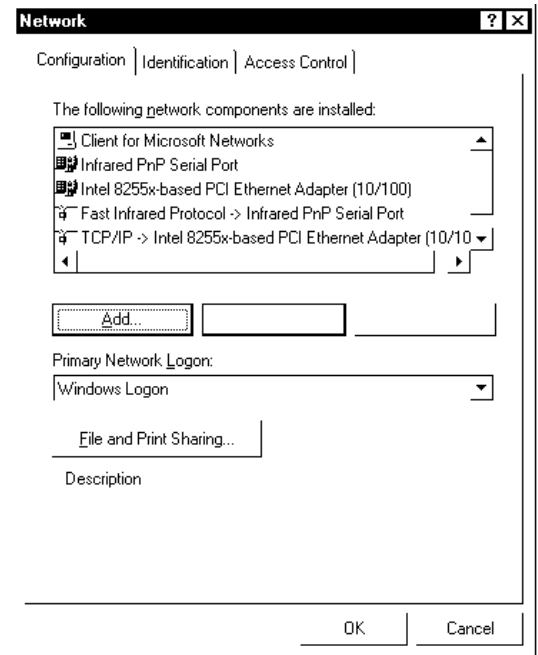 Network
Configuration Identification Access Control
The following network components are installed:
Client for Microsoft Networks
Infrared PnP Serial Port
Intel 8255x-based PCI Ethernet Adapter (10/100)
Fast Infrared Protocol -> Infrared PnP Serial Port
TCP/IP -> Intel 8255x-based PCI Ethernet Adapter (10/10
Add...
Primary Network Logon:
Windows Logon
File and Print Sharing...
Description
OK Cancel